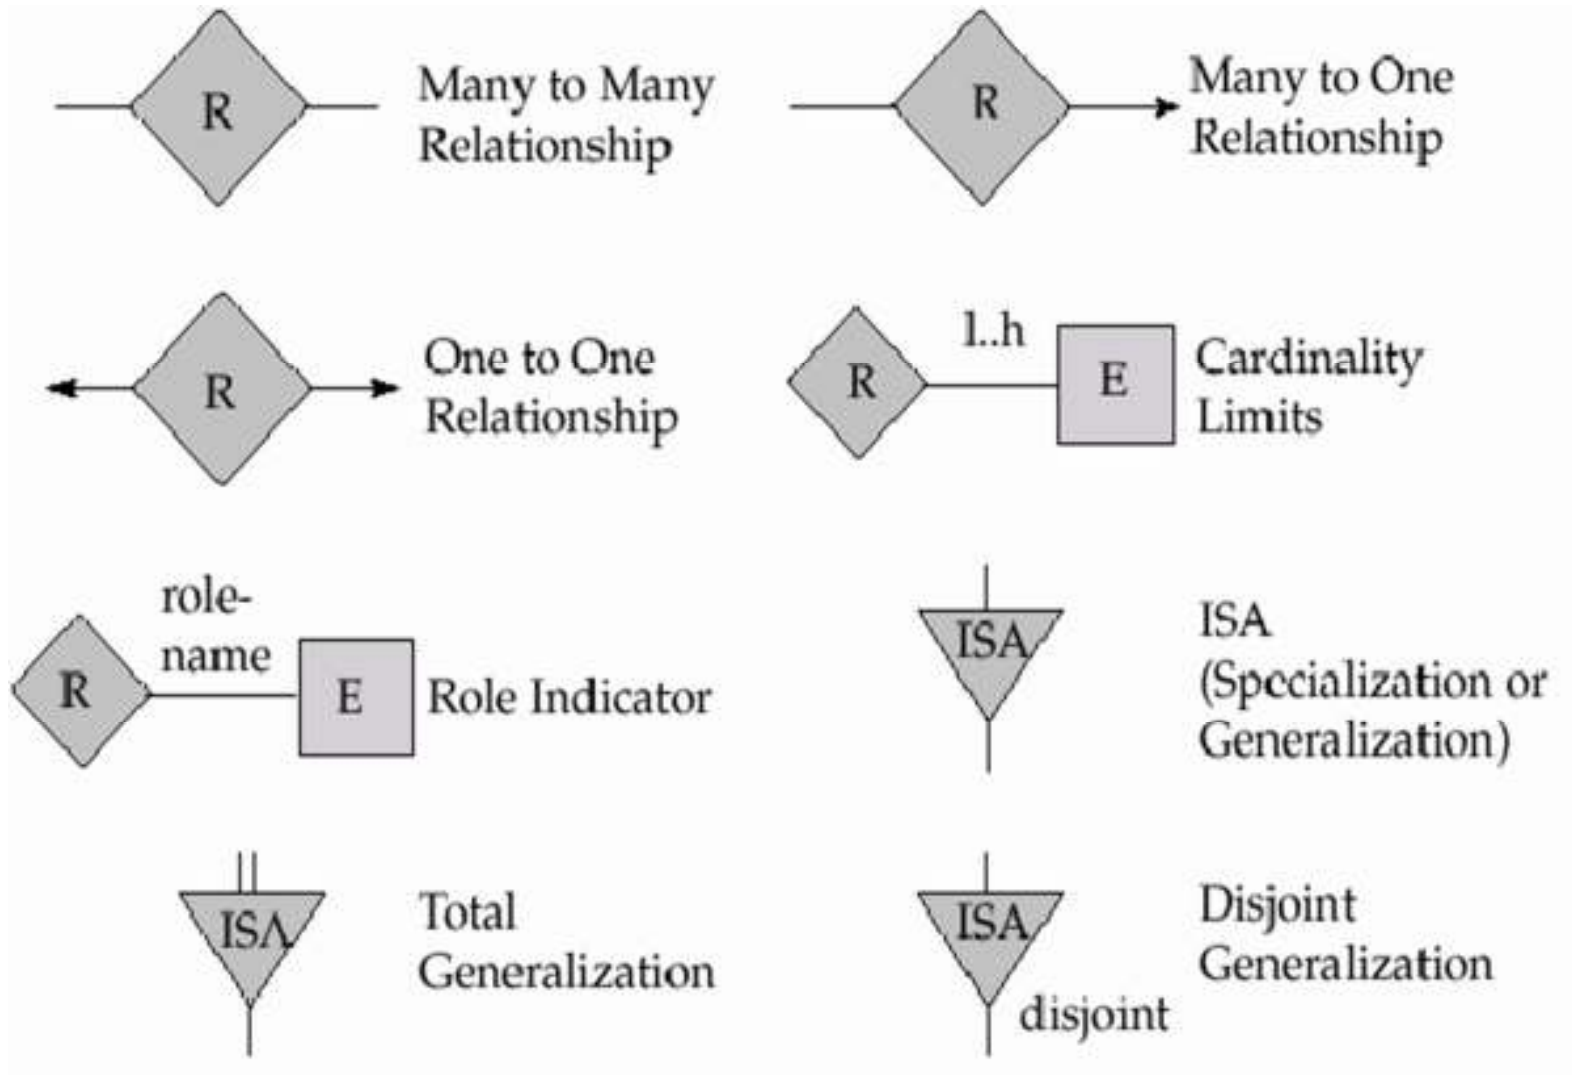 R
Many to Many
Relationship
R
Many to One
Relationship
R
One to One
Relationship
R
l..h
E
Cardinality
Limits
role-
name
R
E
Role Indicator
ISA
ISA
(Specialization or
Generalization)
ISA
Total
Generalization
ISA
disjoint
Disjoint
Generalization